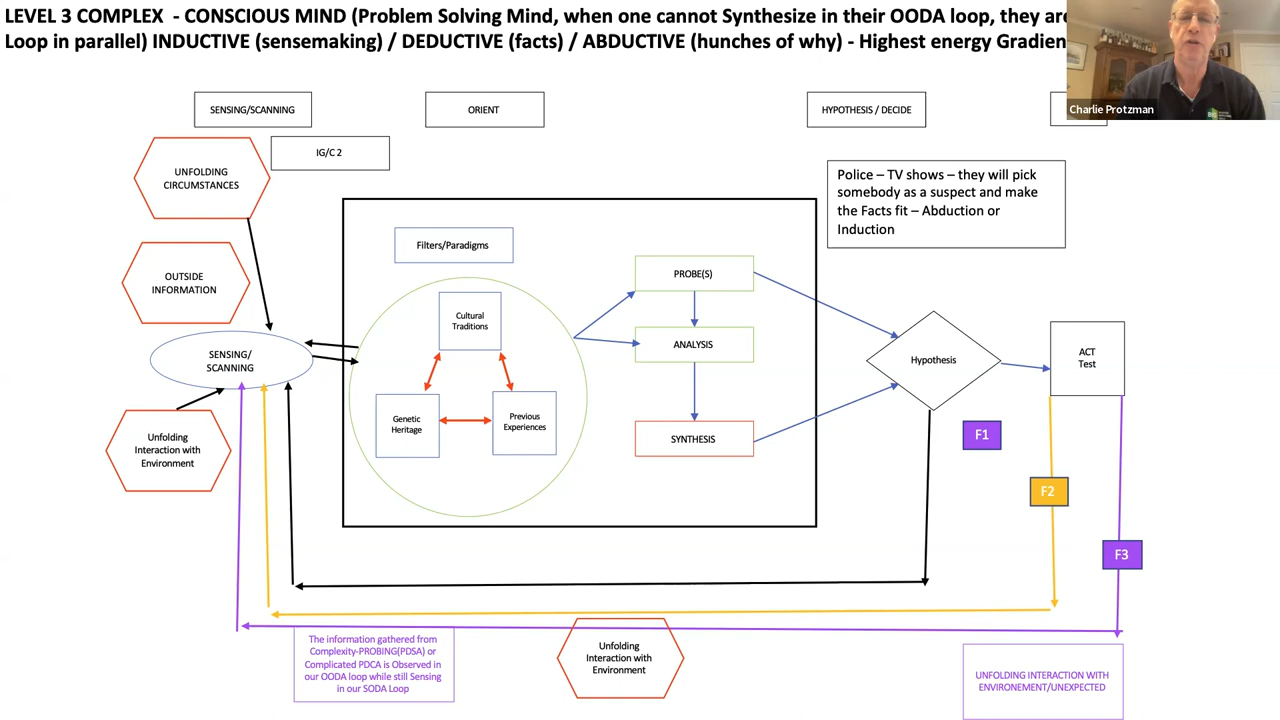 LEVEL 3 COMPLEX - CONSCIOUS MIND (Problem Solving Mind, when one cannot Synthesize in their OODA loop, they are
Loop in parallel) INDUCTIVE (sensemaking) / DEDUCTIVE (facts) / ABDUCTIVE (hunches of why) - Highest energy
Charlie Protzman
SENSING/SCANNING
ORIENT
HYPOTHESIS / DECIDE
IG/C 2
UNFOLDING
CIRCUMSTANCES
Police – TV shows – they will pick
somebody as a suspect and make
the Facts fit – Abduction or
Induction
Filters/Paradigms
OUTSIDE
INFORMATION
PROBE(S)
Cultural
Traditions
ANALYSIS
SENSING/
SCANNING
Hypothesis
ACT
Test
Genetic
Heritage
Previous
Experiences
SYNTHESIS
Unfolding
Interaction with
Environment
F1
F2
F3
The information gathered from
Complexity-PROBING(PDSA) or
Complicated PDCA is Observed in
our OODA loop while still Sensing
in our SODA Loop
Unfolding
Interaction with
Environment
UNFOLDING INTERACTION WITH
ENVIRONEMENT/UNEXPECTED